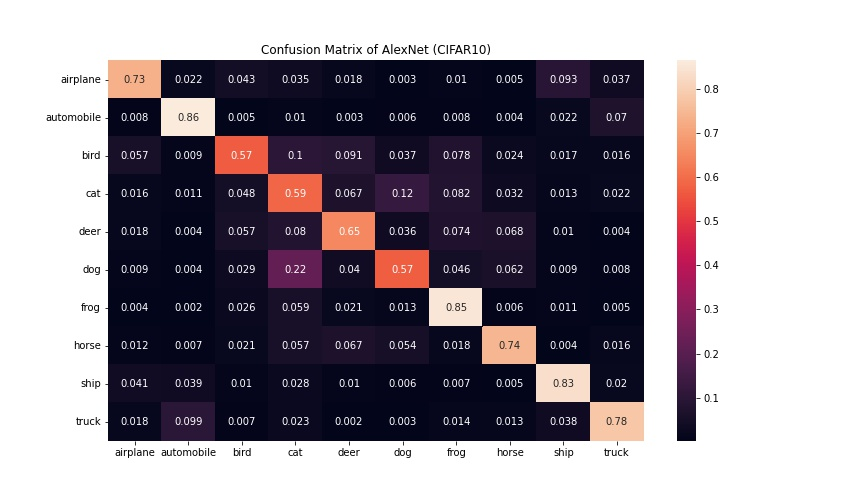 Confusion Matrix of AlexNet (CIFAR10)
airplane 0.73 0.022 0.043 0.035 0.018 0.003 0.01 0.005 0.093 0.037
automobile 0.008 0.86 0.005 0.01 0.003 0.006 0.008 0.004 0.022 0.07
bird 0.057 0.009 0.57 0.1 0.091 0.037 0.078 0.024 0.017 0.016
cat 0.016 0.011 0.048 0.59 0.067 0.12 0.082 0.032 0.013 0.022
deer 0.018 0.004 0.057 0.08 0.65 0.036 0.074 0.068 0.01 0.004
dog 0.009 0.004 0.029 0.22 0.04 0.57 0.046 0.062 0.009 0.008
frog 0.004 0.002 0.026 0.059 0.021 0.013 0.85 0.006 0.011 0.005
horse 0.012 0.007 0.021 0.057 0.067 0.054 0.018 0.74 0.004 0.016
ship 0.041 0.039 0.01 0.028 0.01 0.006 0.007 0.005 0.83 0.02
truck 0.018 0.099 0.007 0.023 0.002 0.003 0.014 0.013 0.038 0.78
airplane automobile bird cat deer dog frog horse ship truck
0.8
0.7
0.6
0.5
0.4
0.3
0.2
0.1